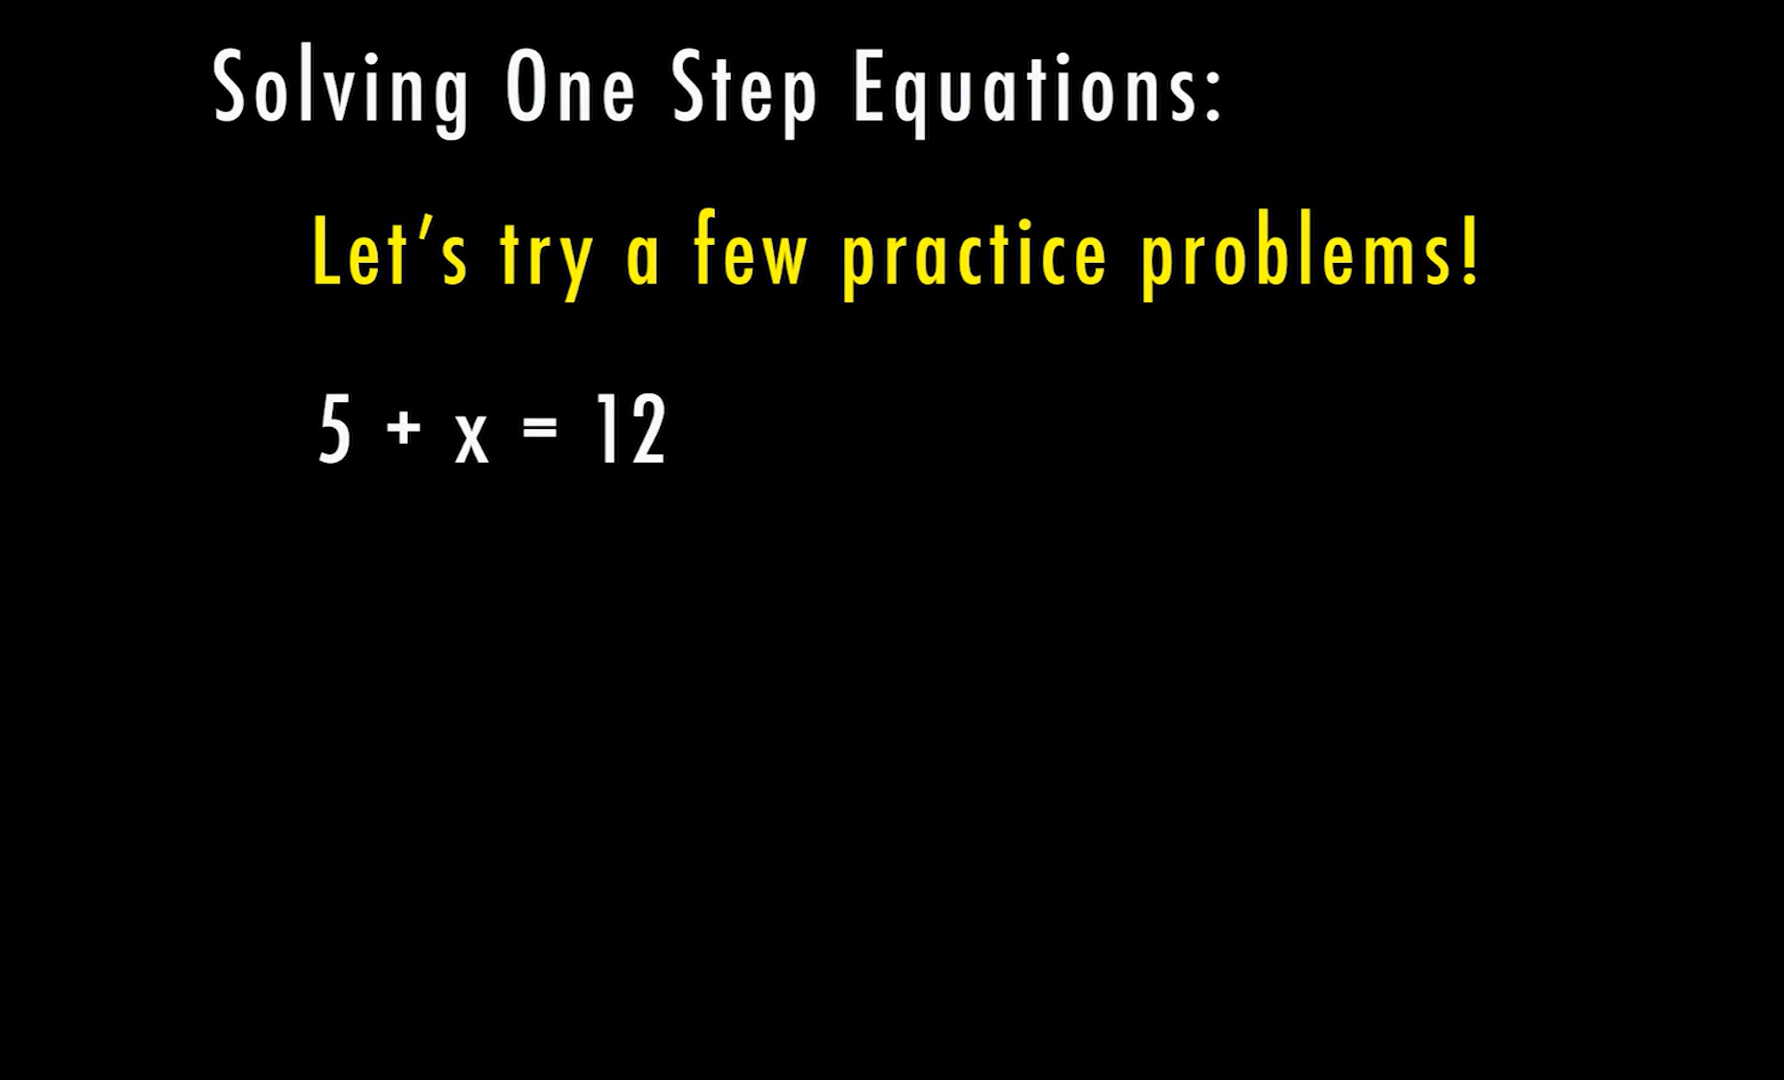 Solving One Step Equations:
Let’s try a few practice problems!
5 + x = 12